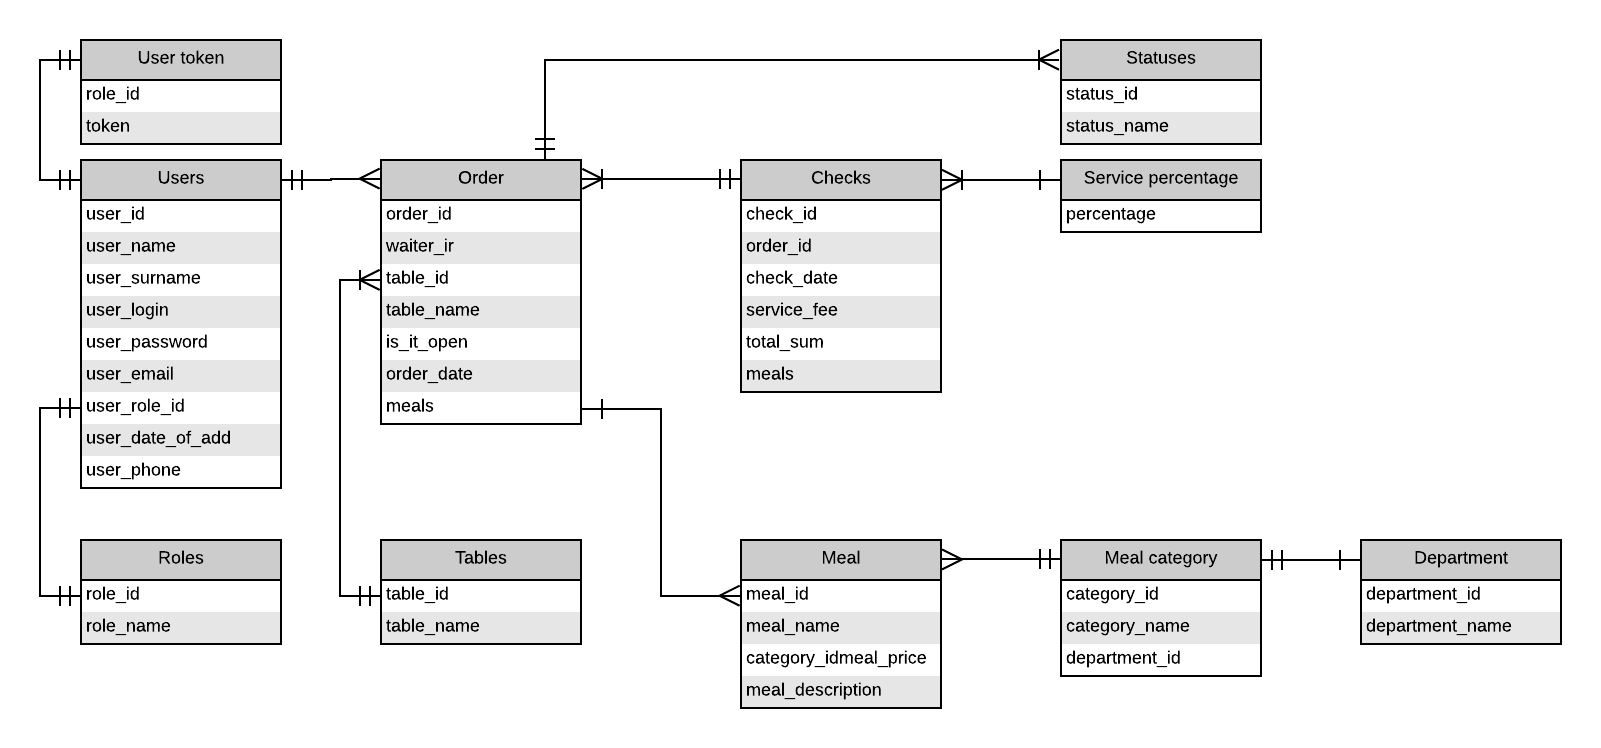 User token
role_id
token
Users
user_id
user_name
user_surname
user_login
user_password
user_email
user_role_id
user_date_of_add
user_phone
Roles
role_id
role_name
Order
order_id
waiter_ir
table_id
table_name
is_it_open
order_date
meals
Tables
table_id
table_name
Checks
check_id
order_id
check_date
service_fee
total_sum
meals
Statuses
status_id
status_name
Service percentage
percentage
Meal
meal_id
meal_name
category_idmeal_price
meal_description
Meal category
category_id
category_name
department_id
Department
department_id
department_name